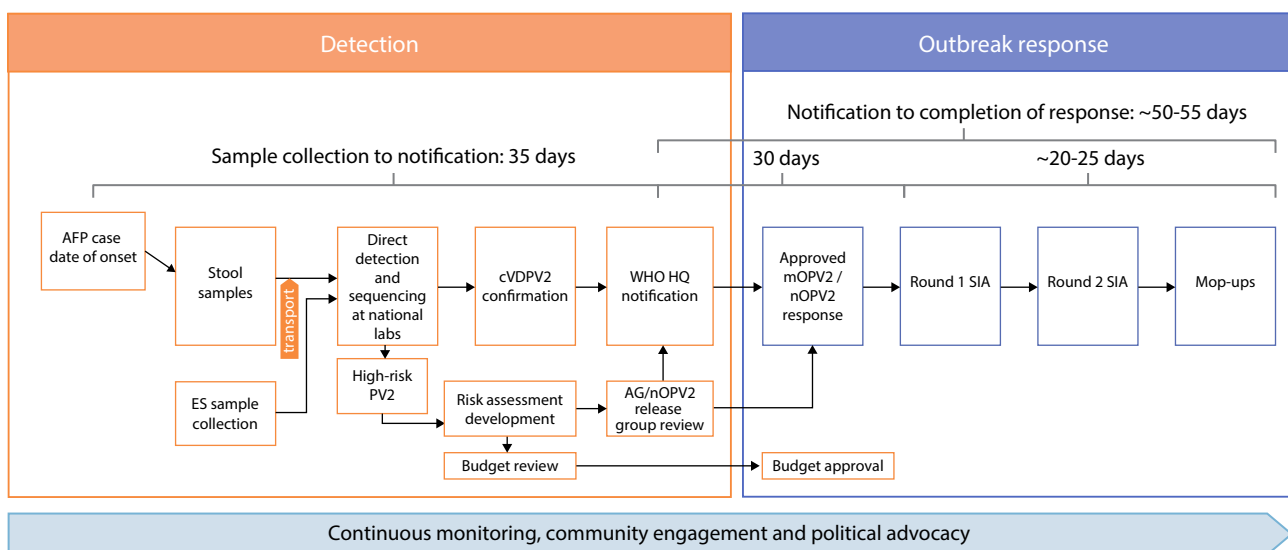 Detection
Outbreak response
Notification to completion of response: ~50-55 days
Sample collection to notification: 35 days
30 days
~20-25 days
AFP case
date of onset
Stool
samples
transport
Direct
detection
and
sequencing
at national
labs
cVDPV2
confirmation
WHO HQ
notification
Approved
mOPV2 /
nOPV2
response
Round 1 SIA
Round 2 SIA
Mop-ups
ES sample
collection
High-risk
PV2
Risk assessment
development
AG/nOPV2
release
group review
Budget review
Budget approval
Continuous monitoring, community engagement and political advocacy